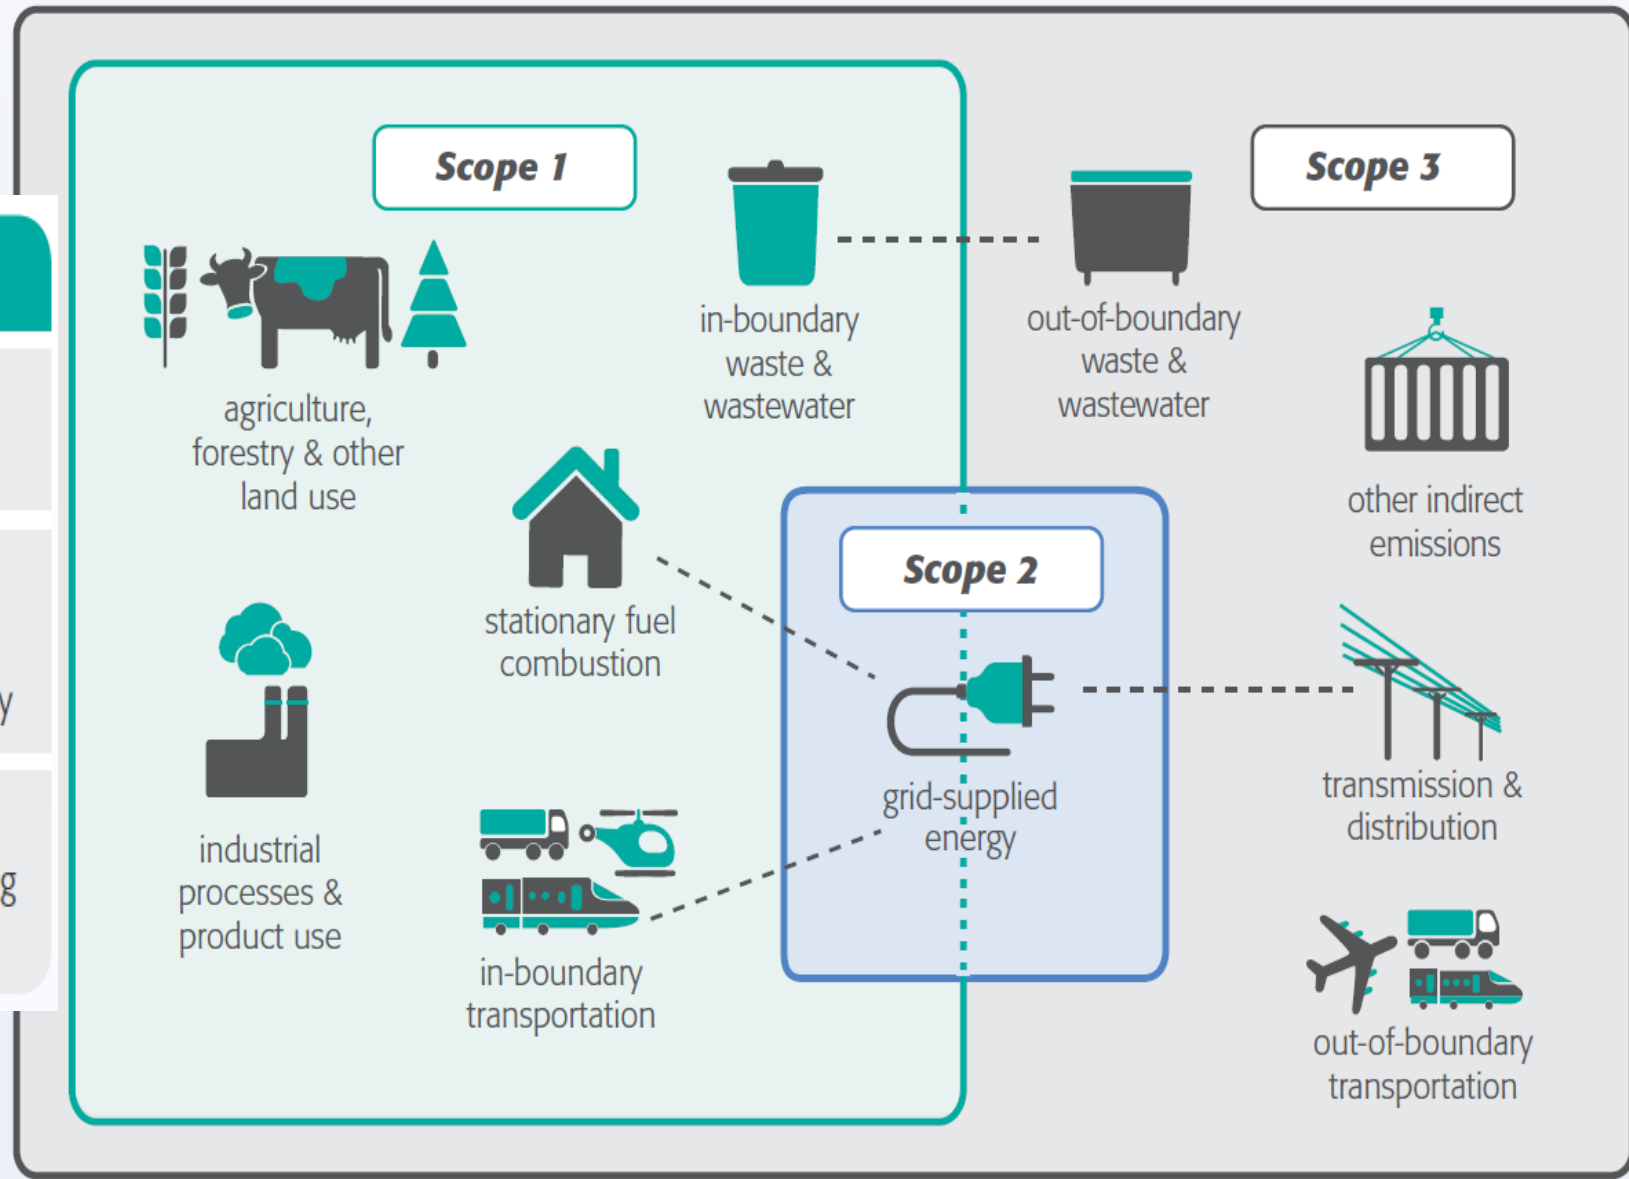 Scope 1
Scope 3
in-boundary
waste &
wastewater
out-of-boundary
waste &
wastewater
agriculture,
forestry & other
land use
other indirect
emissions
Scope 2
stationary fuel
combustion
y
grid-supplied
energy
transmission &
distribution
industrial
processes &
product use
g
in-boundary
transportation
out-of-boundary
transportation